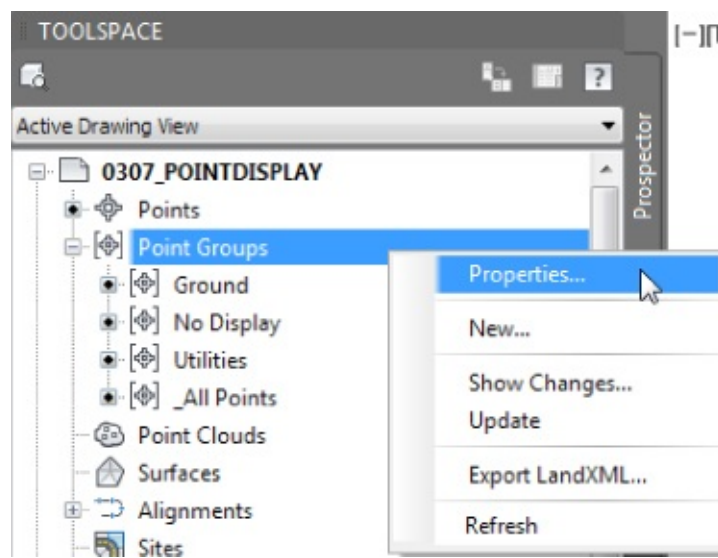 TOOLSPACE
[−]
?
Active Drawing View
Prospector
0307_POINTDISPLAY
Points
Point Groups
Ground
No Display
Utilities
_All Points
Point Clouds
Surfaces
Alignments
Sites
Properties...
New...
Show Changes...
Update
Export LandXML...
Refresh